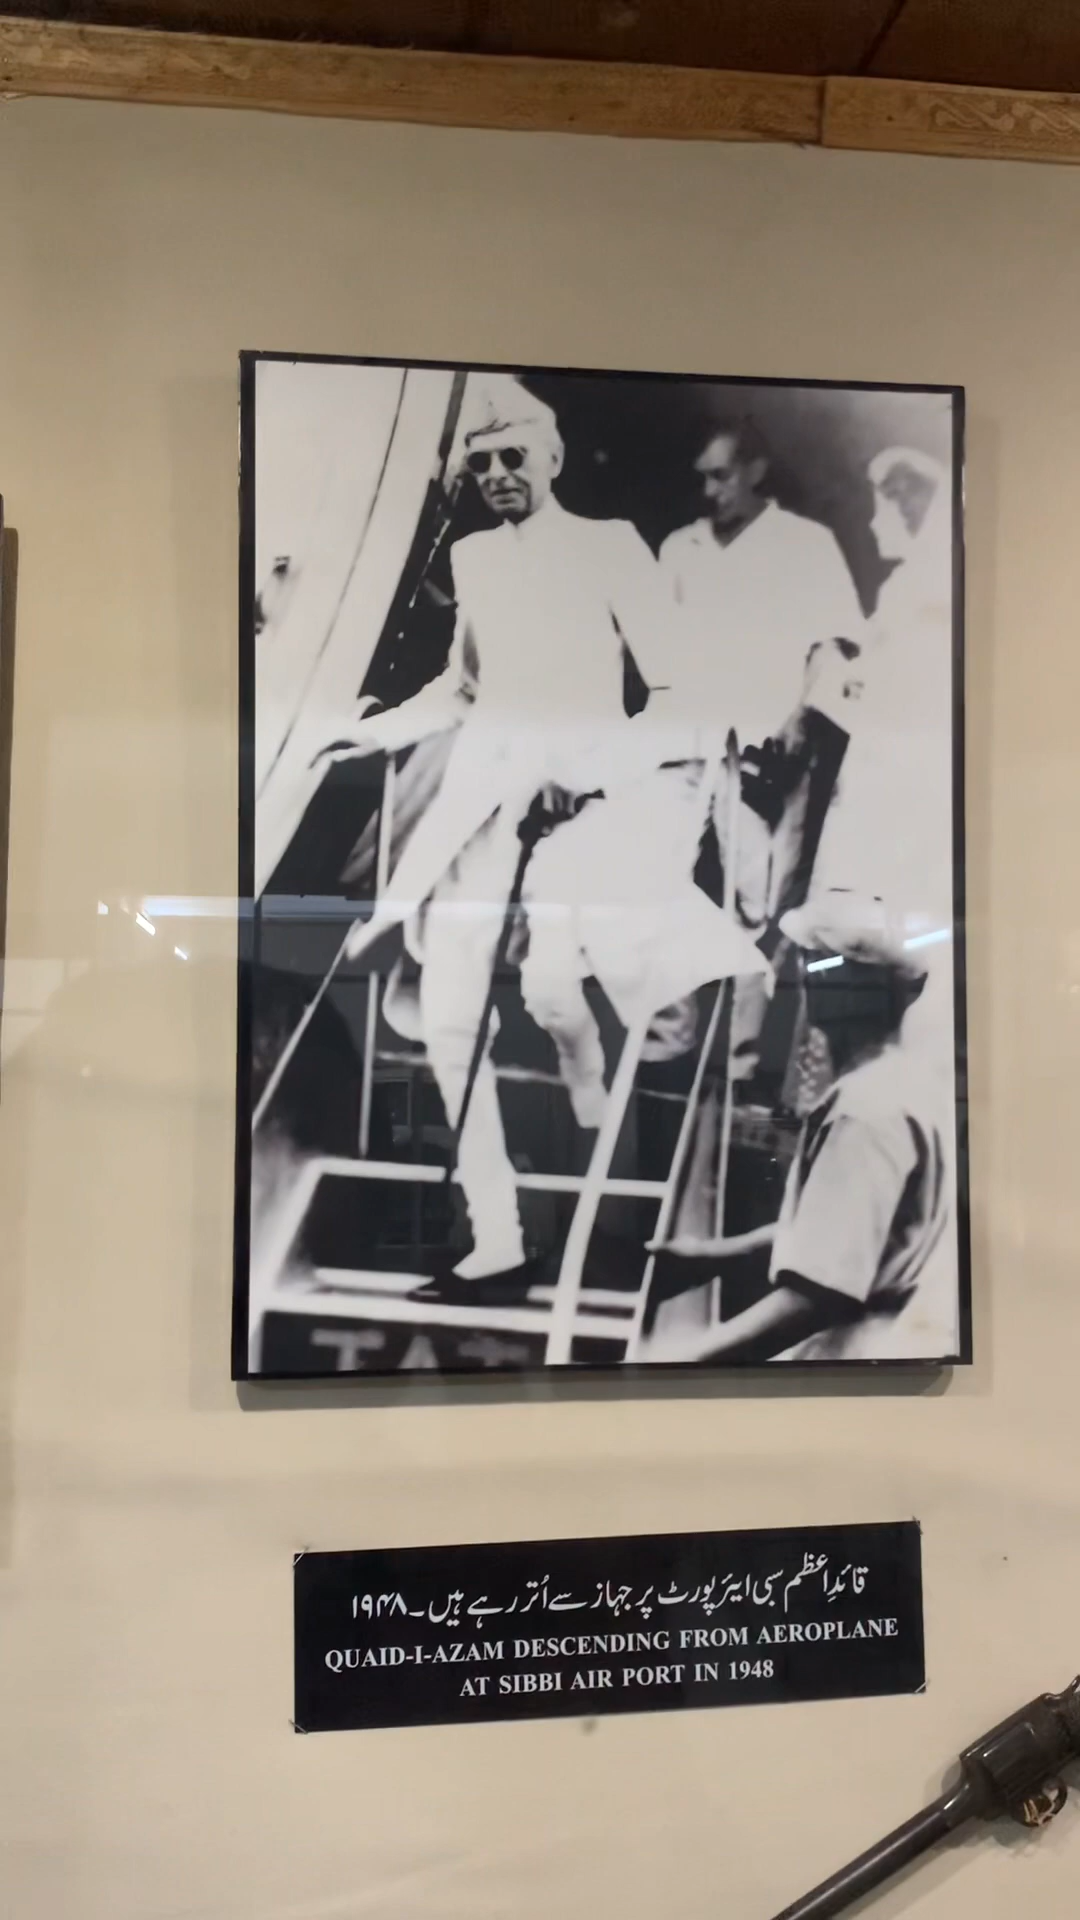 TAT
قائدِاعظم سبی ایئرپورٹ پر جہاز سے اُتر رہے ہیں۔ ۱۹۴۸
QUAID-I-AZAM DESCENDING FROM AEROPLANE
AT SIBBI AIR PORT IN 1948